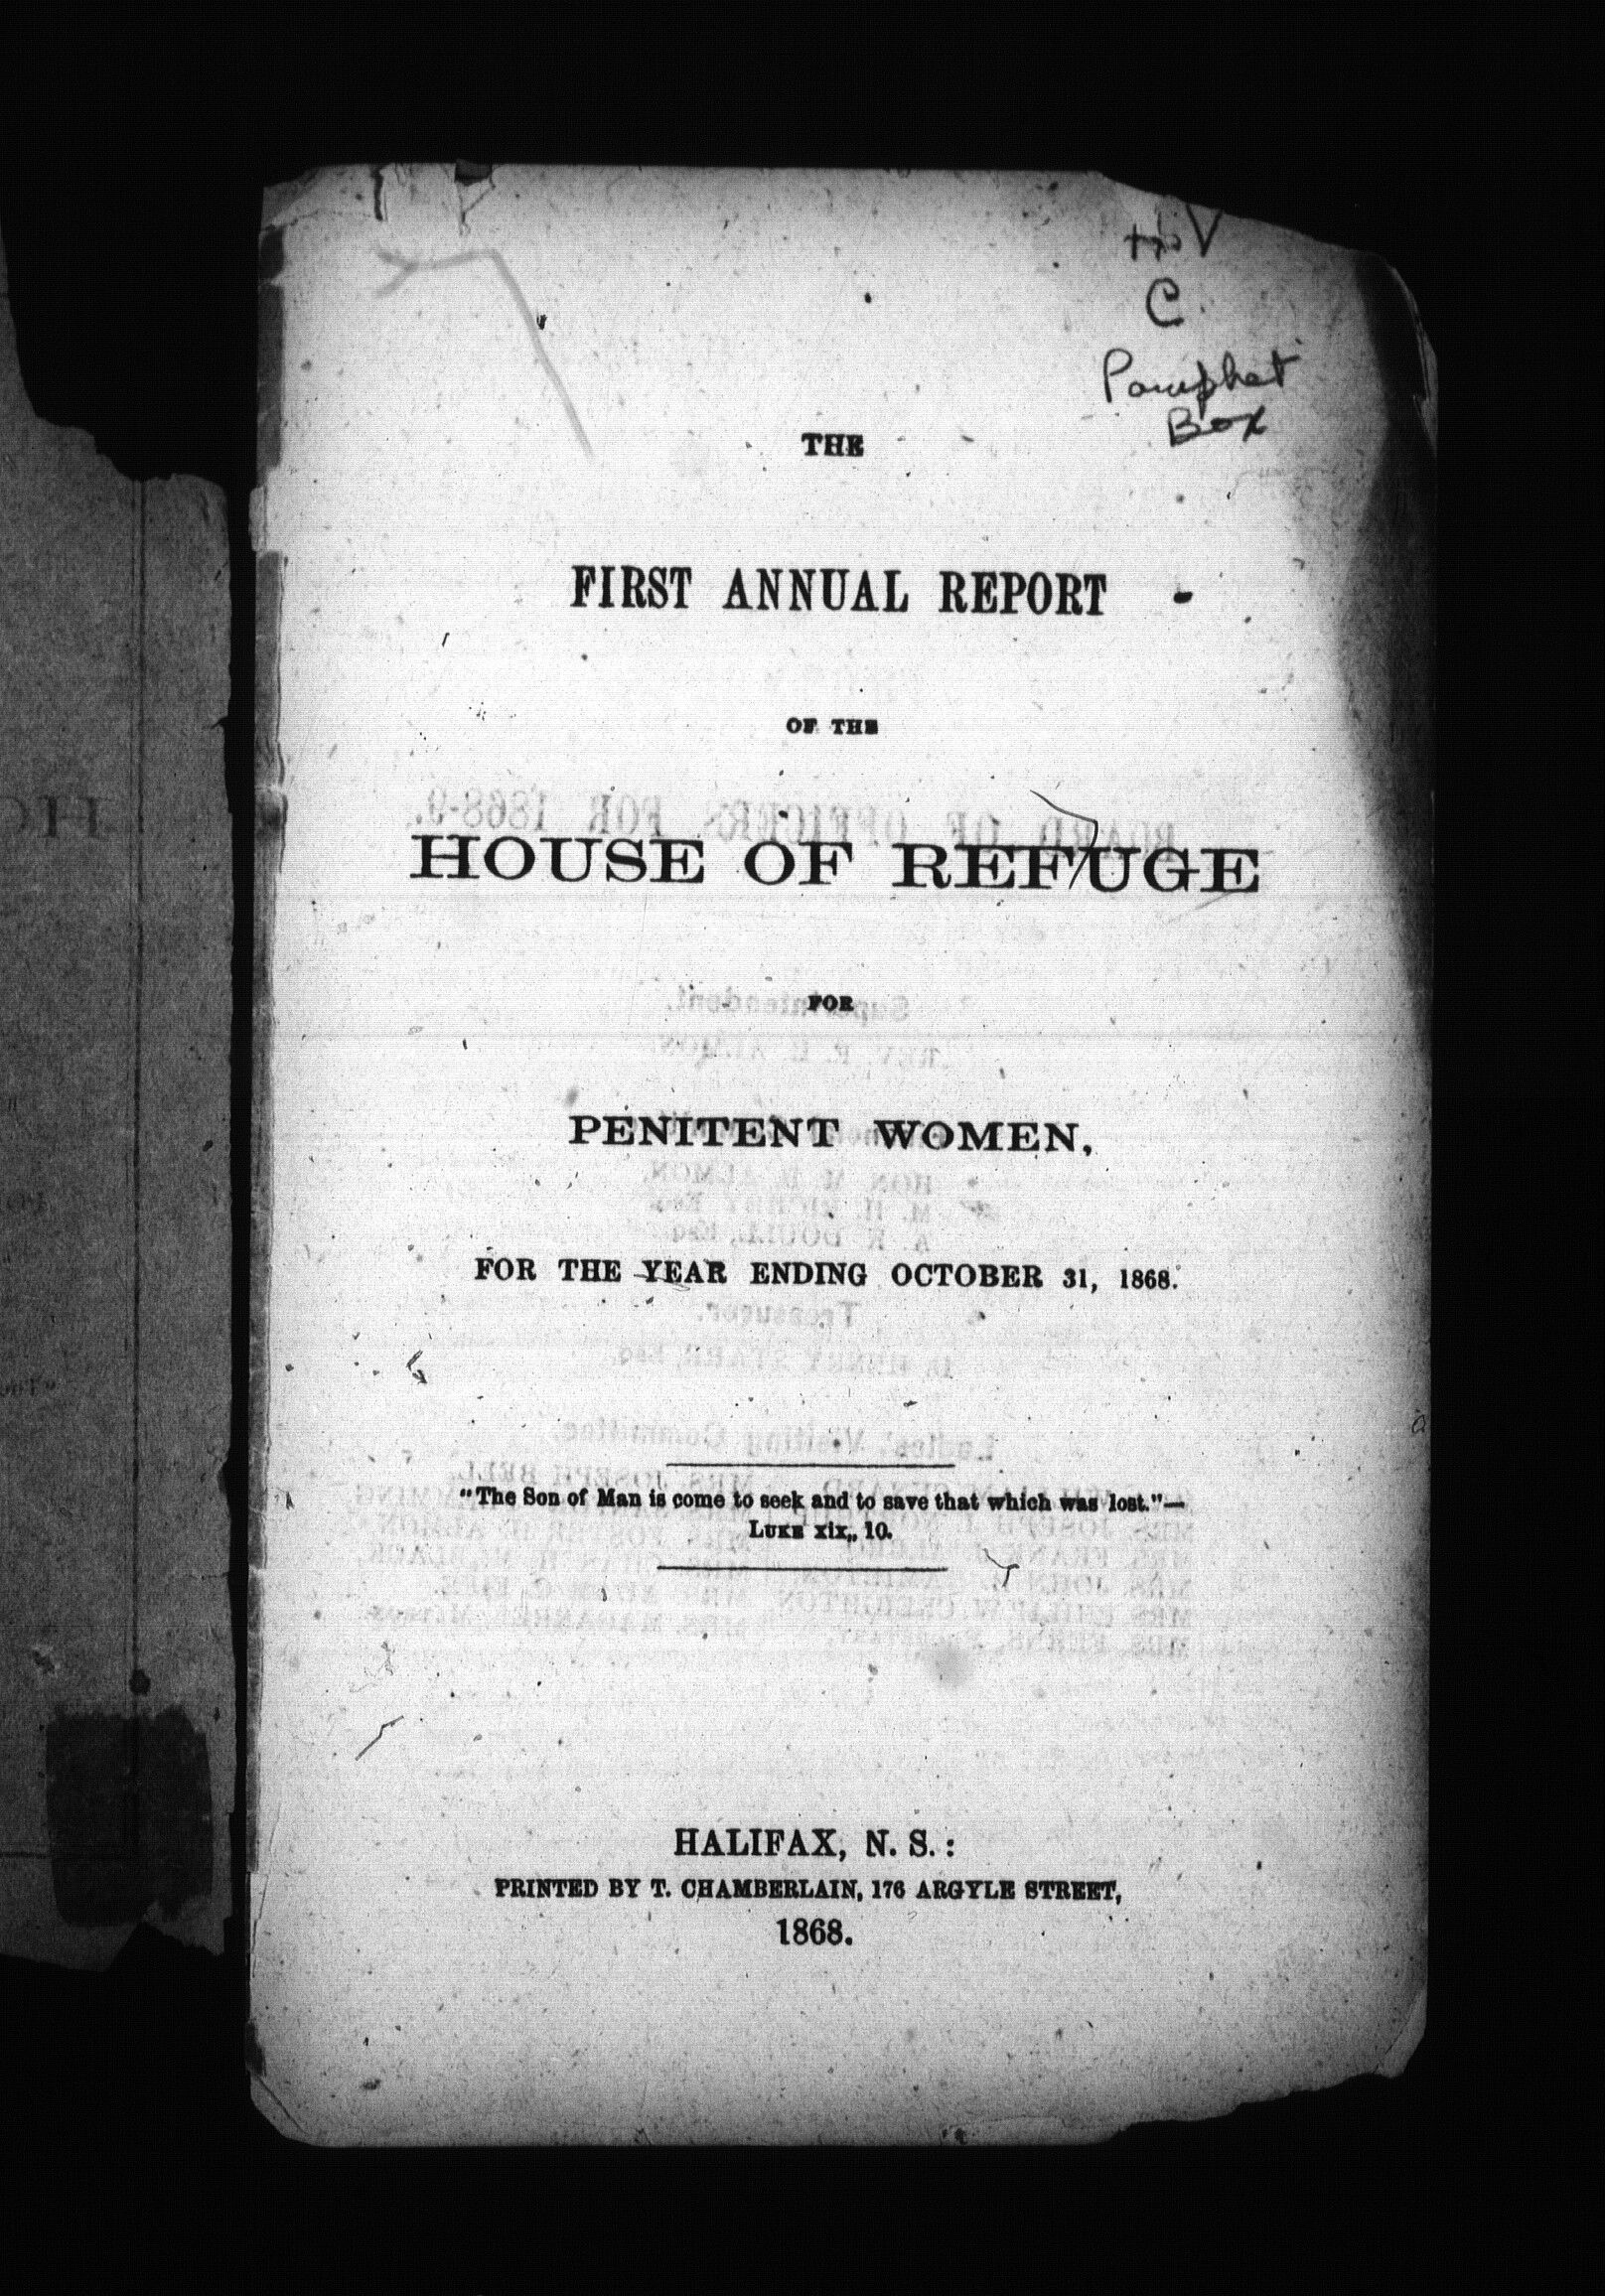 V
C
Pamphet
Box
THE
FIRST ANNUAL REPORT
OF THE
HOUSE OF REFUGE
FOR
PENITENT WOMEN,
FOR THE YEAR ENDING OCTOBER 31, 1868.
"The Son of Man is come to seek and to save that which was lost."—
LUKE xix,, 10.
HALIFAX, N. S. :
PRINTED BY T. CHAMBERLAIN, 176 ARGYLE STREET,
1868.